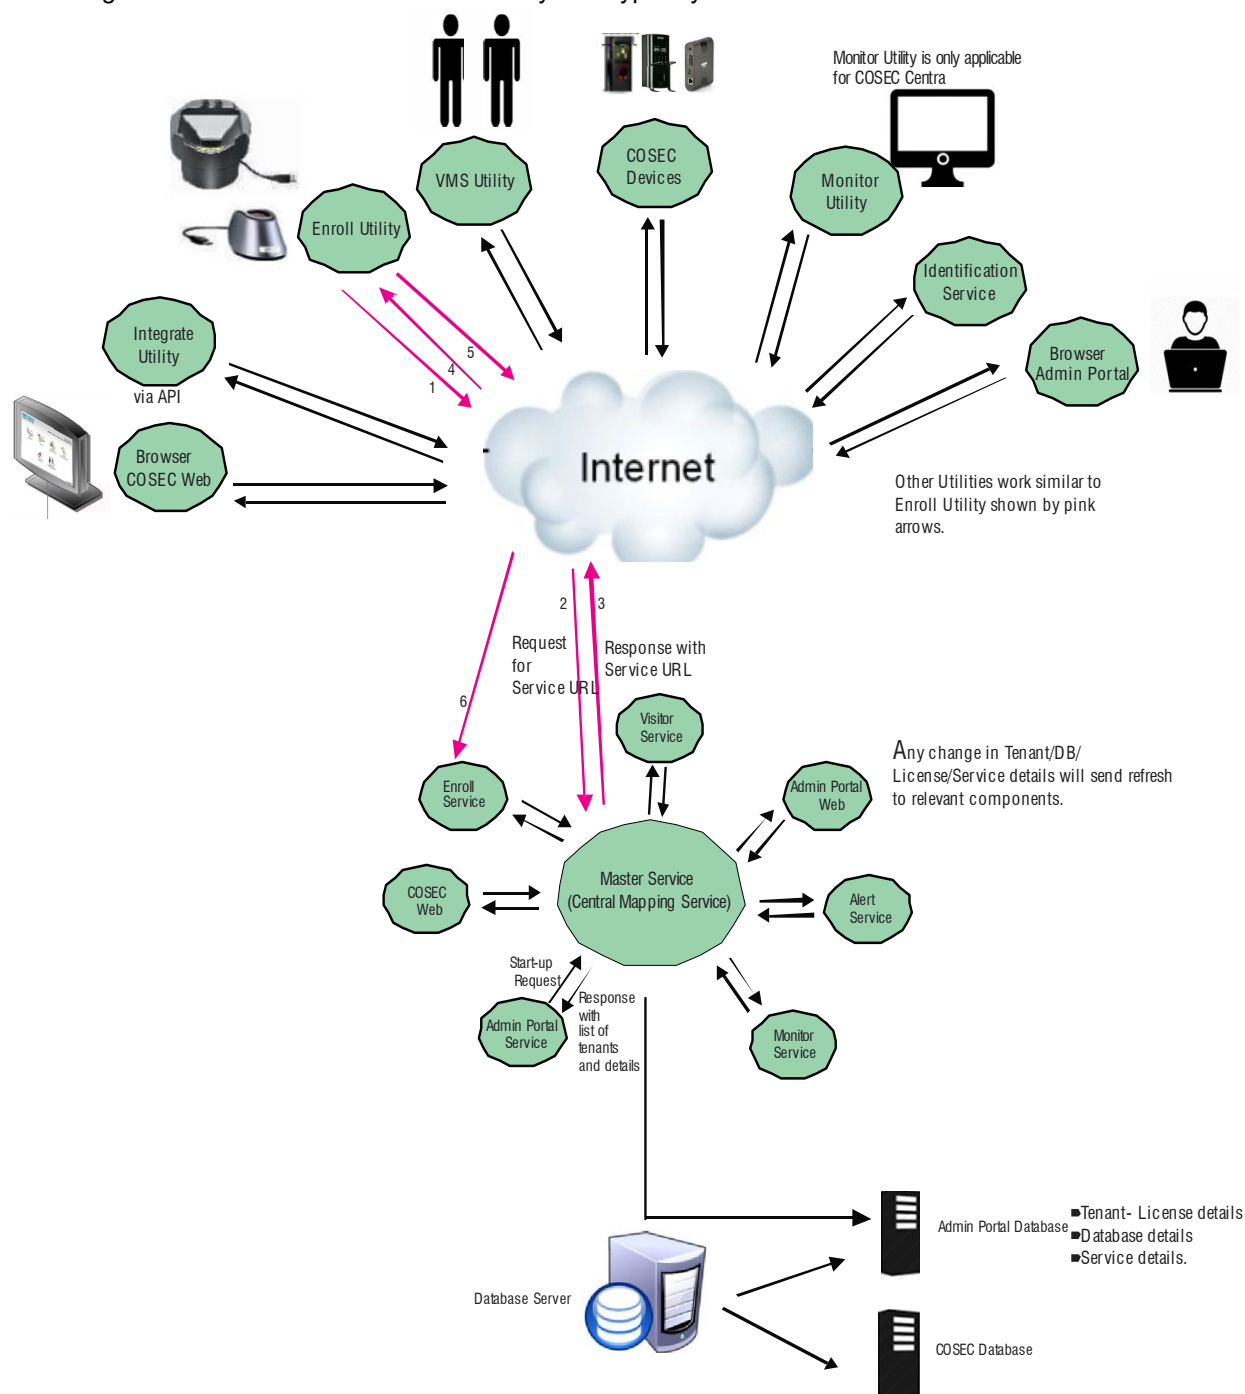 Monitor Utility is only applicable
for COSEC Centra
COSEC
Devices
VMS Utility
Monitor
Utility
Enroll Utility
Identification
Service
Integrate
Utility
via API
Browser
Admin Portal
5
4
1
Browser
COSEC Web
Internet
Other Utilities work similar to
Enroll Utility shown by pink
arrows.
2
3
Request
for
Service URL
Response with
Service URL
6
Visitor
Service
Any change in Tenant/DB/
License/Service details will send refresh
to relevant components.
Enroll
Service
Admin Portal
Web
Master Service
(Central Mapping Service)
COSEC
Web
Alert
Service
Start-up
Request
Response
with
list of
tenants
and details
Admin Portal
Service
Monitor
Service
Admin Portal Database
Tenant- License details
Database details
Service details.
Database Server
COSEC Database